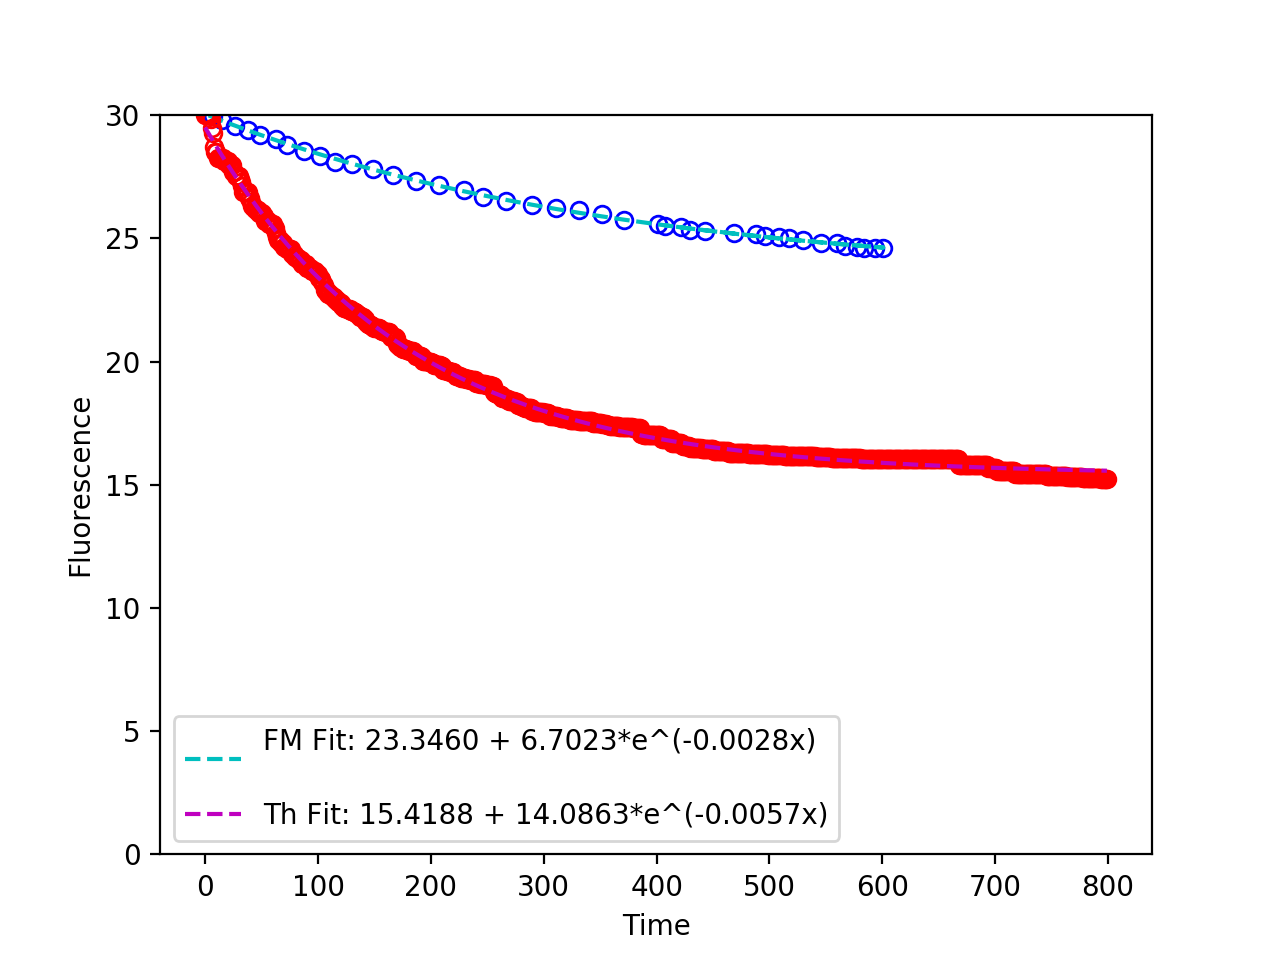 30
25
20
15
10
5
0
Fluorescence
FM Fit: 23.3460 + 6.7023*e^(-0.0028x)
Th Fit: 15.4188 + 14.0863*e^(-0.0057x)
0 100 200 300 400 500 600 700 800
Time